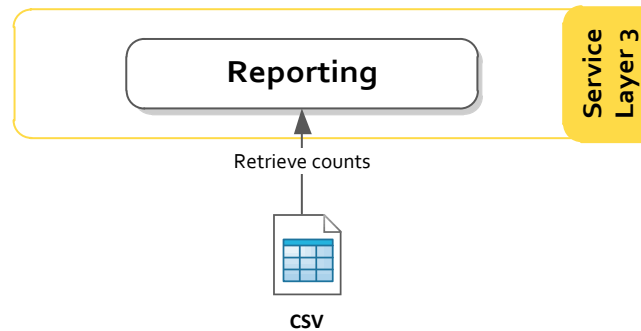 Reporting
Service
Layer 3
Retrieve counts
CSV